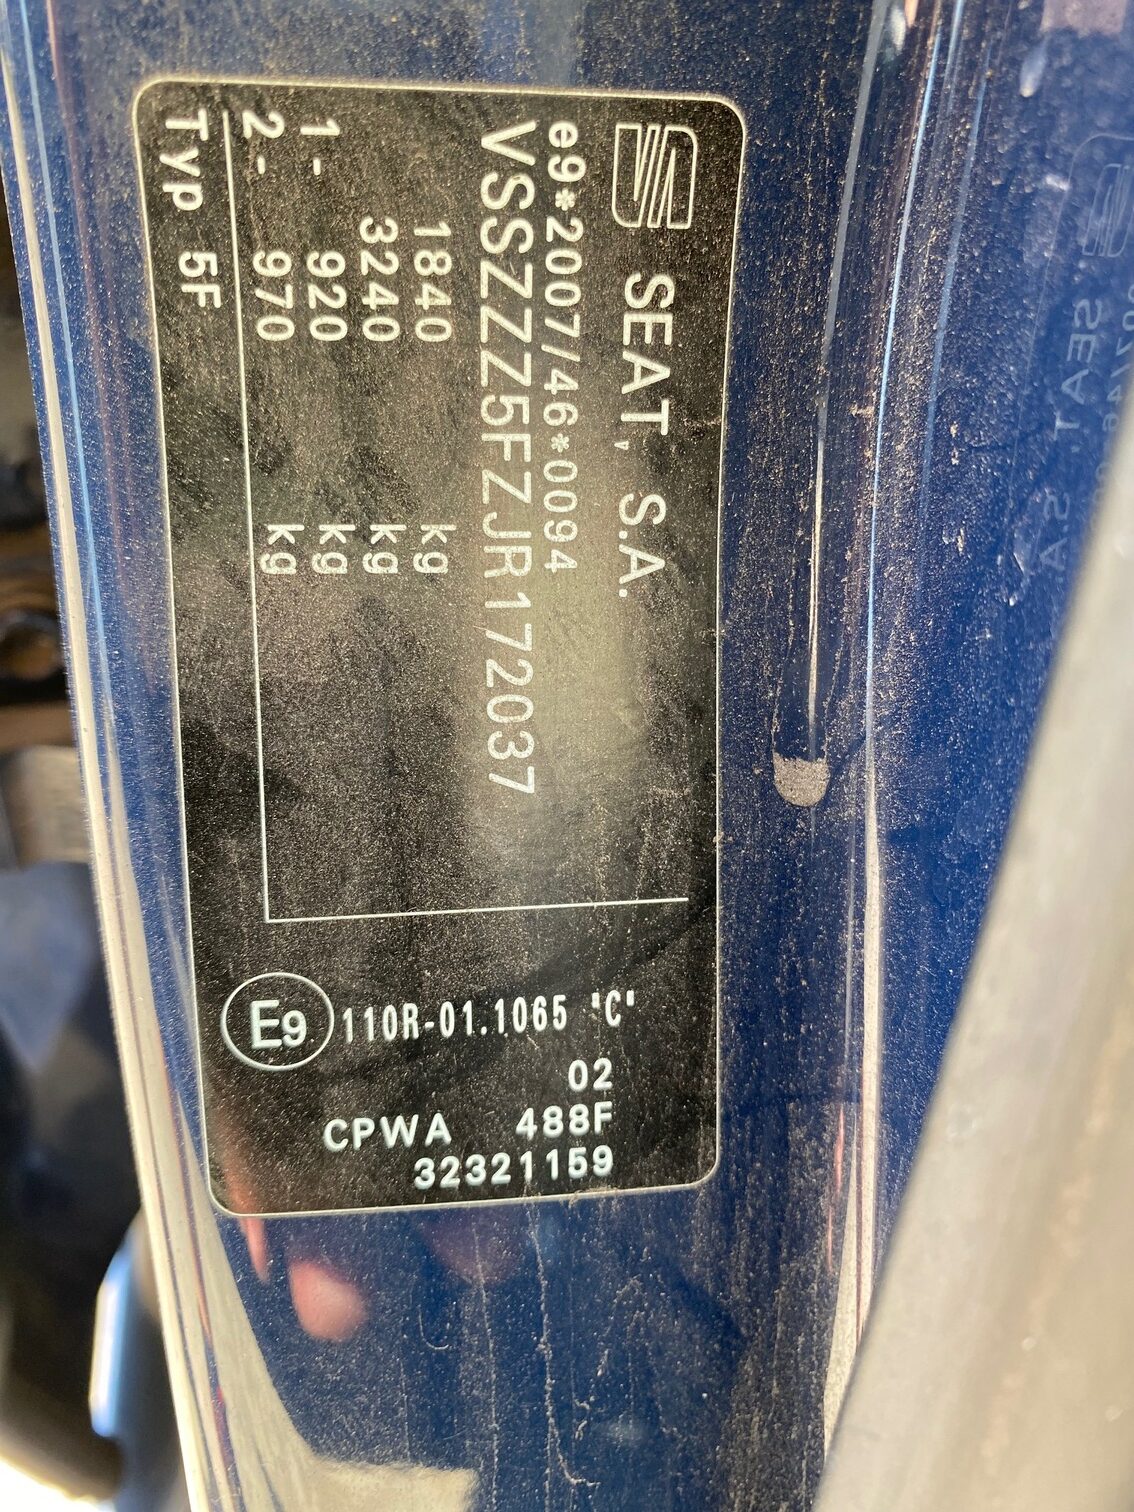 SEAT, S.A.
e9*2007/46*0094
VSSZZZ5FZJR172037
1840 kg
3240 kg
1- 920 kg
2- 970 kg
Typ 5F
E9 110R-01.1065 "C"
02
CPWA 488F
32321159